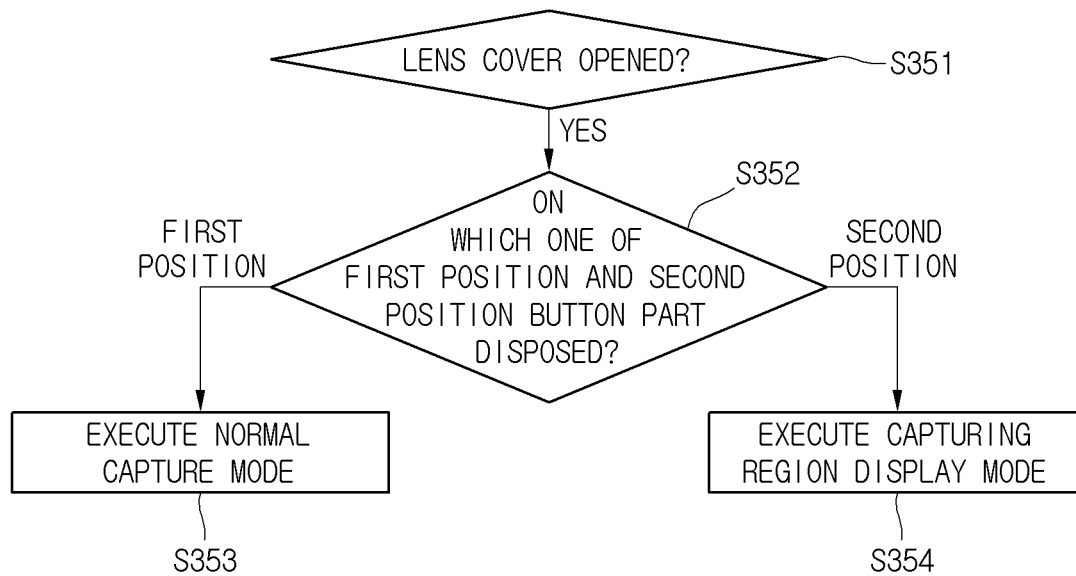 LENS COVER OPENED?
S351
YES
S352
ON
WHICH ONE OF
FIRST POSITION AND SECOND
POSITION BUTTON PART
DISPOSED?
FIRST
POSITION
SECOND
POSITION
EXECUTE NORMAL
CAPTURE MODE
S353
EXECUTE CAPTURING
REGION DISPLAY MODE
S354